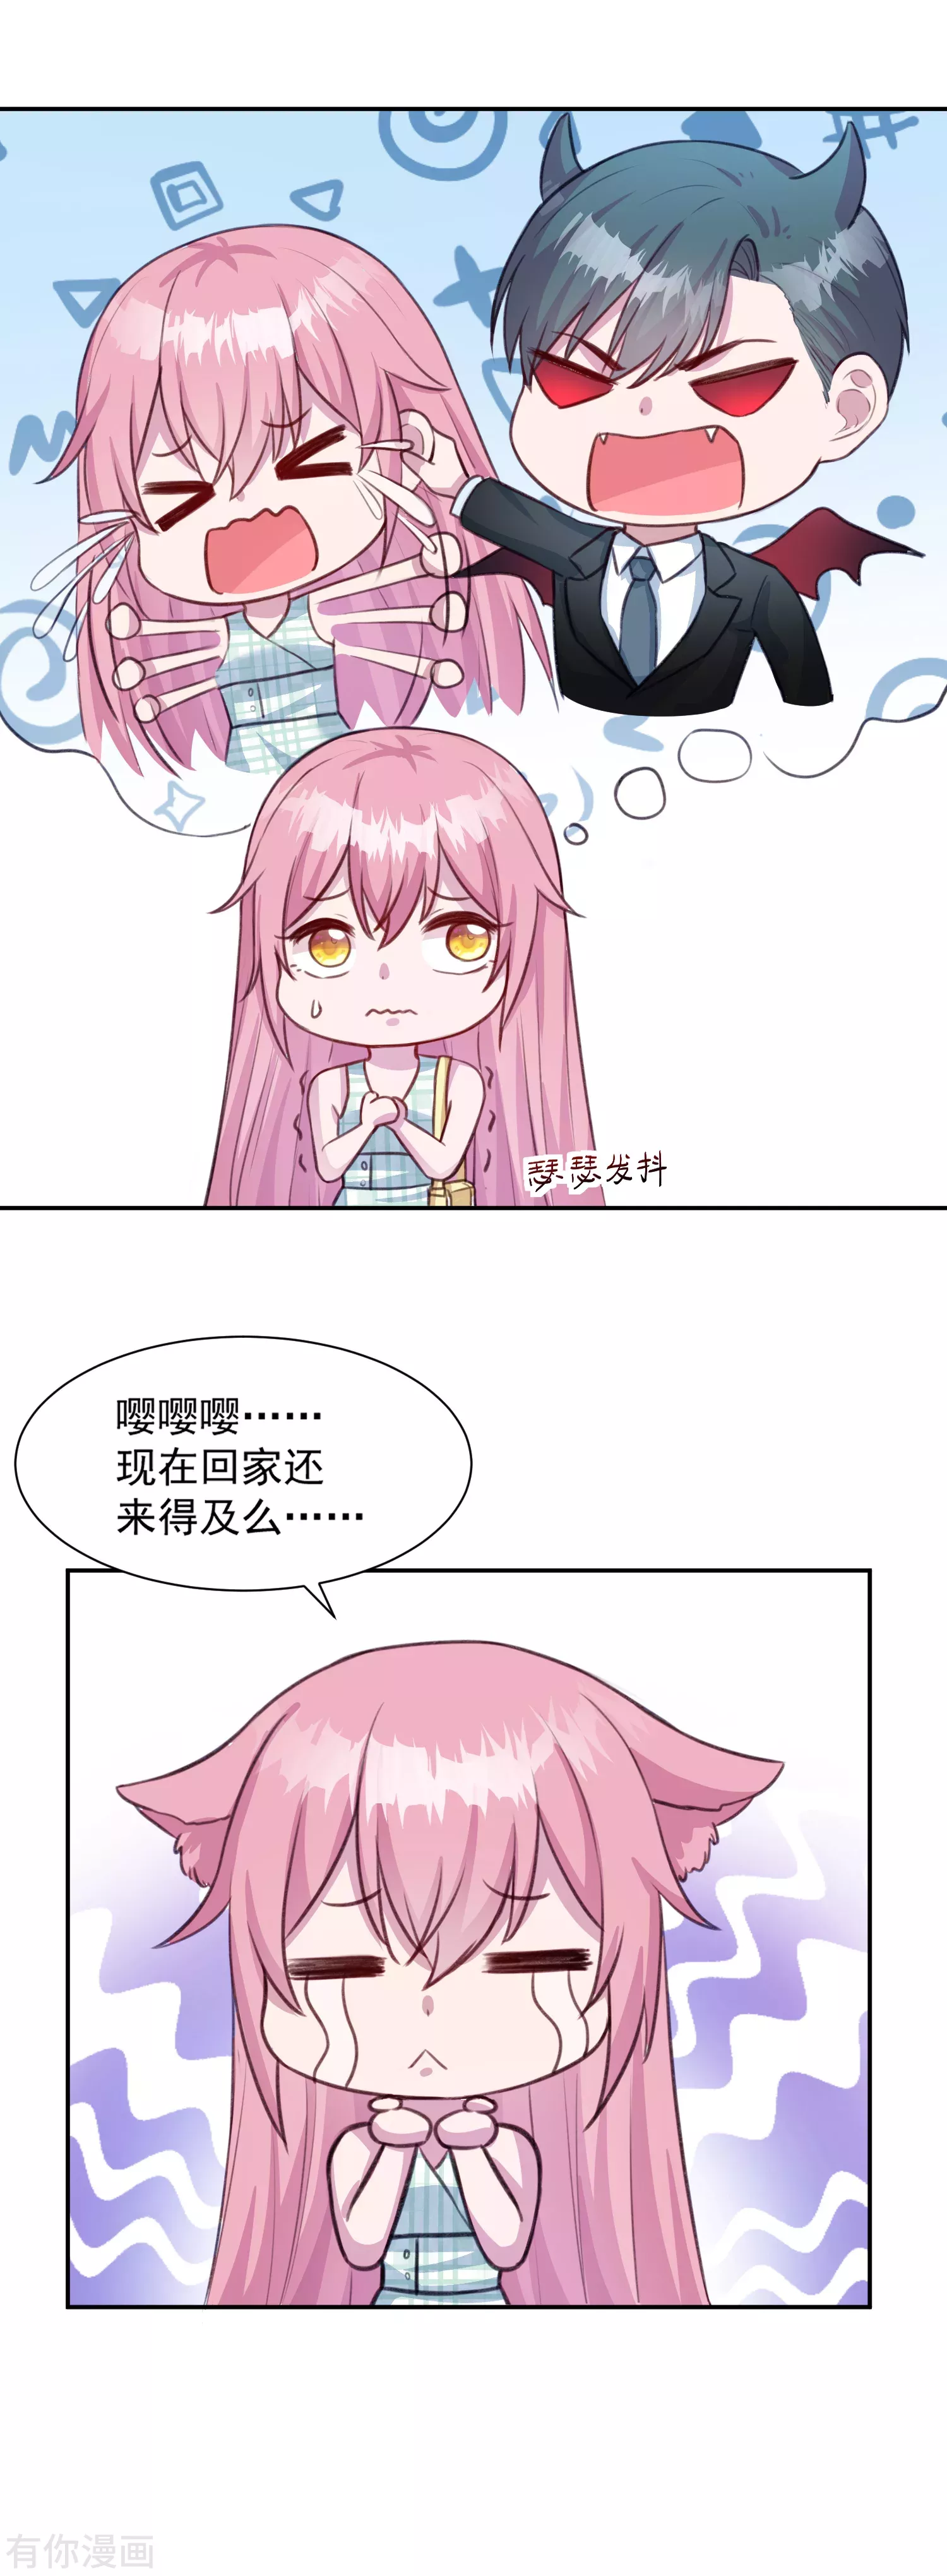 瑟瑟发抖
嘤嘤嘤……
现在回家还
来得及么……
有你漫画